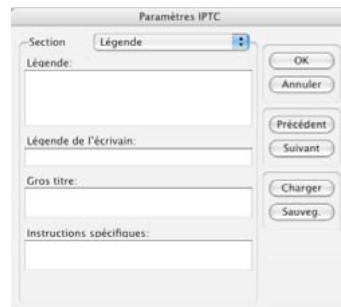 Paramètres IPTC
Section Légende
Légende:
OK
Annuler
Précédent
Suivant
Légende de l'écrivain:
Gros titre:
Charger
Sauveg.
Instructions spécifiques: